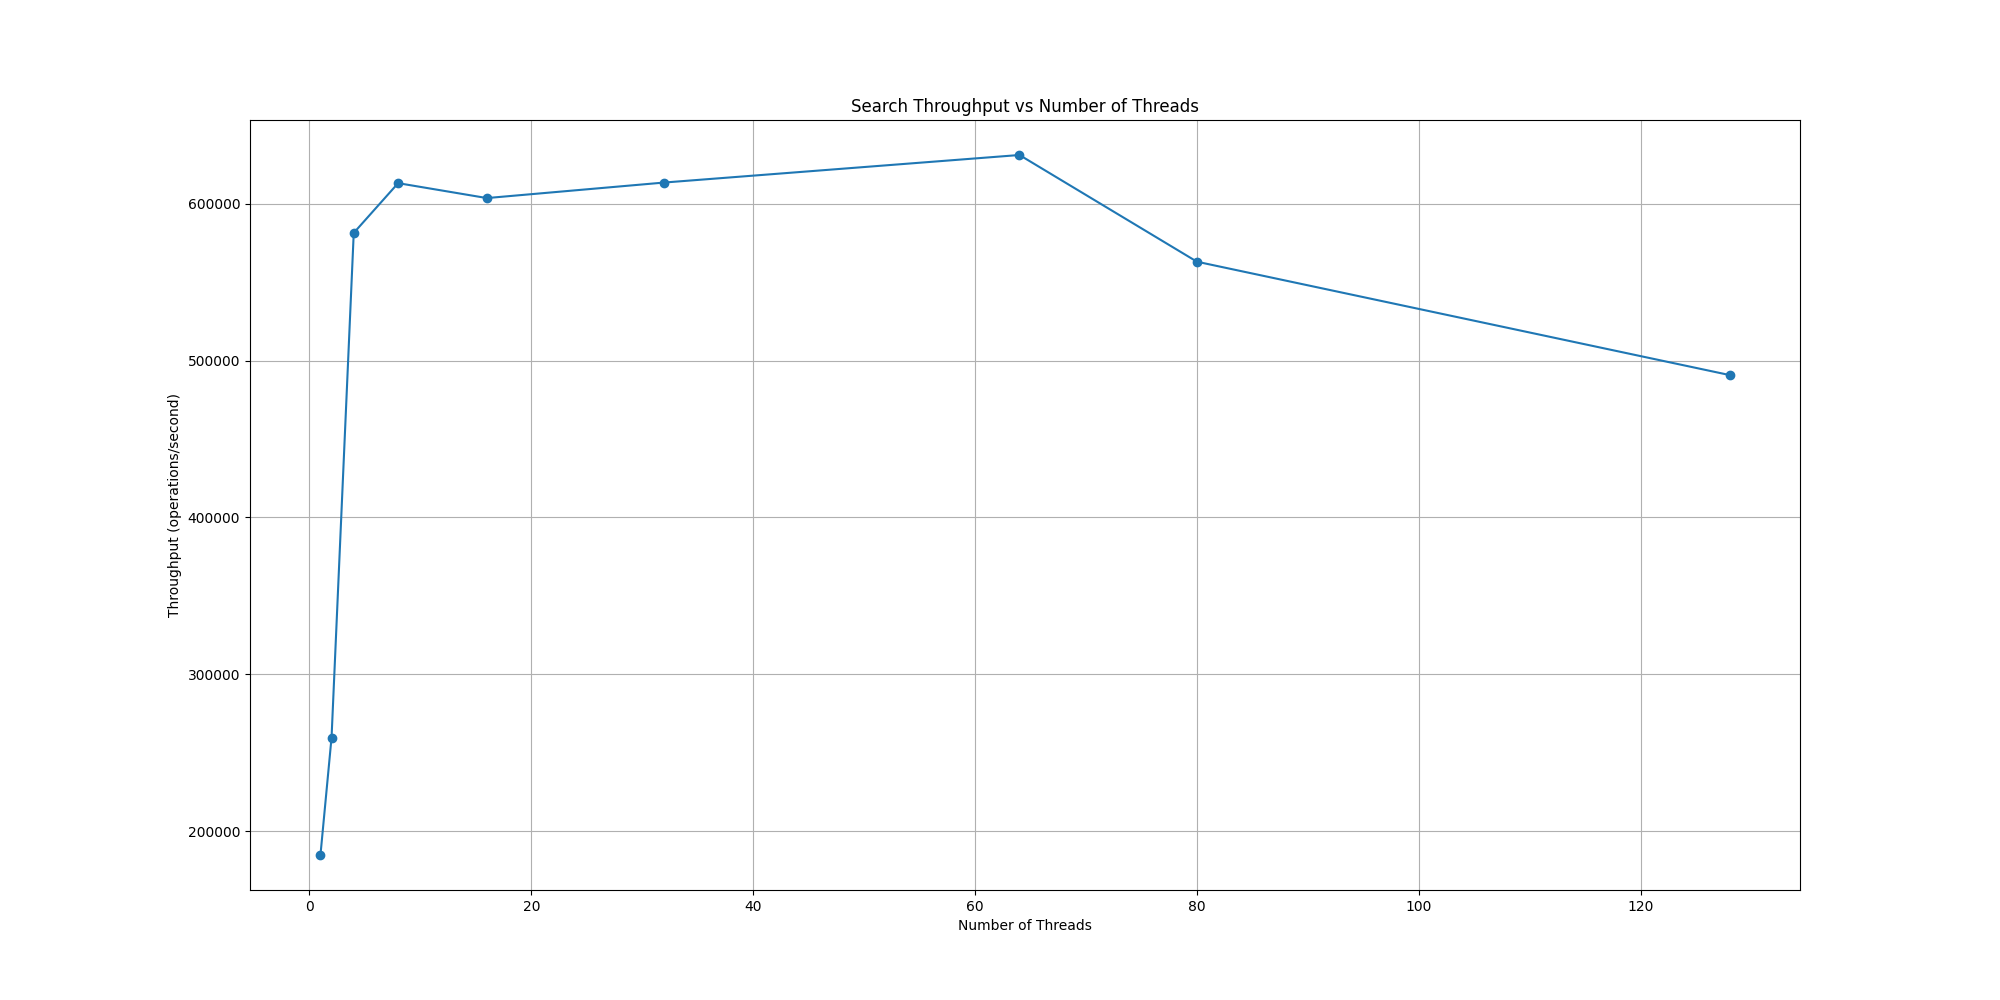 Search Throughput vs Number of Threads
600000
500000
400000
300000
200000
Throughput (operations/second)
0 20 40 60 80 100 120
Number of Threads